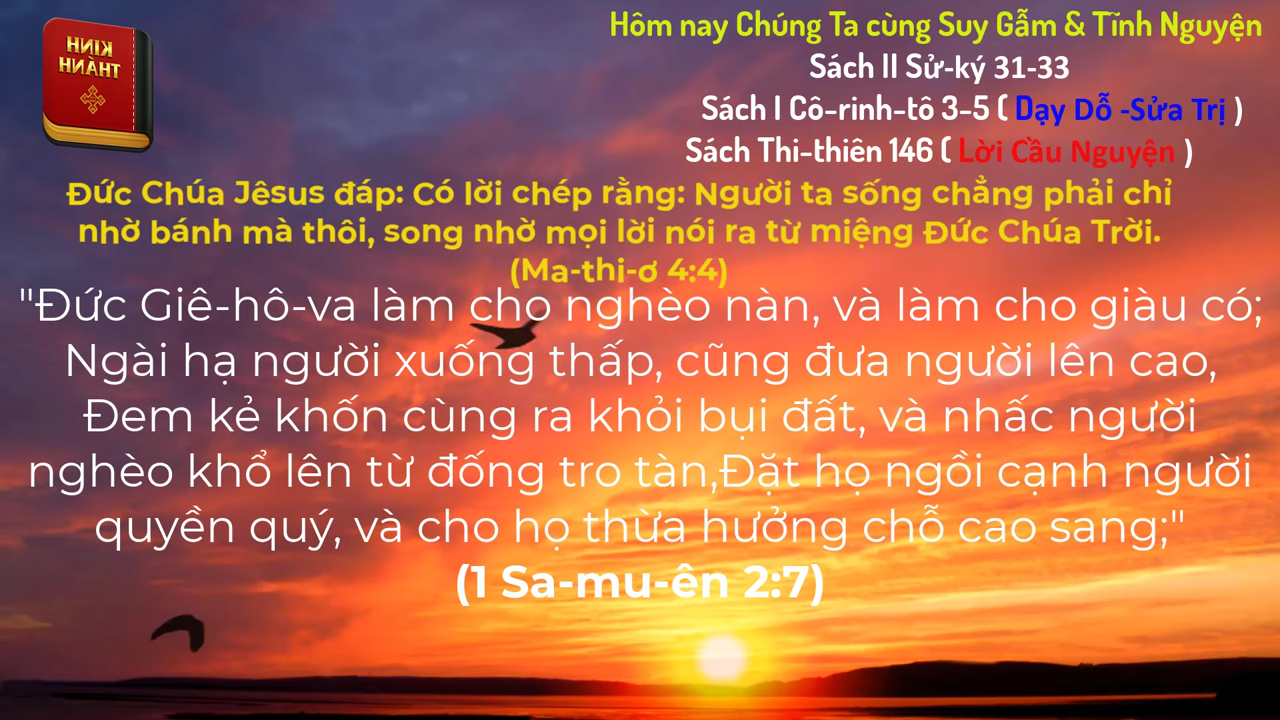 KINH
THÁNH
Hôm nay Chúng Ta cùng Suy Gẫm & Tĩnh Nguyện
Sách II Sử-ký 31-33
Sách I Cô-rinh-tô 3-5 ( Dạy Dỗ -Sửa Trị )
Sách Thi-thiên 146 ( Lời Cầu Nguyện )
Đức Chúa Jêsus đáp: Có lời chép rằng: Người ta sống chẳng phải chỉ
nhờ bánh mà thôi, song nhờ mọi lời nói ra từ miệng Đức Chúa Trời.
(Ma-thi-ơ 4:4)
"Đức Giê-hô-va làm cho nghèo nàn, và làm cho giàu có;
Ngài hạ người xuống thấp, cũng đưa người lên cao,
Đem kẻ khốn cùng ra khỏi bụi đất, và nhấc người
nghèo khổ lên từ đống tro tàn,Đặt họ ngồi cạnh người
quyền quý, và cho họ thừa hưởng chỗ cao sang;"
(1 Sa-mu-ên 2:7)